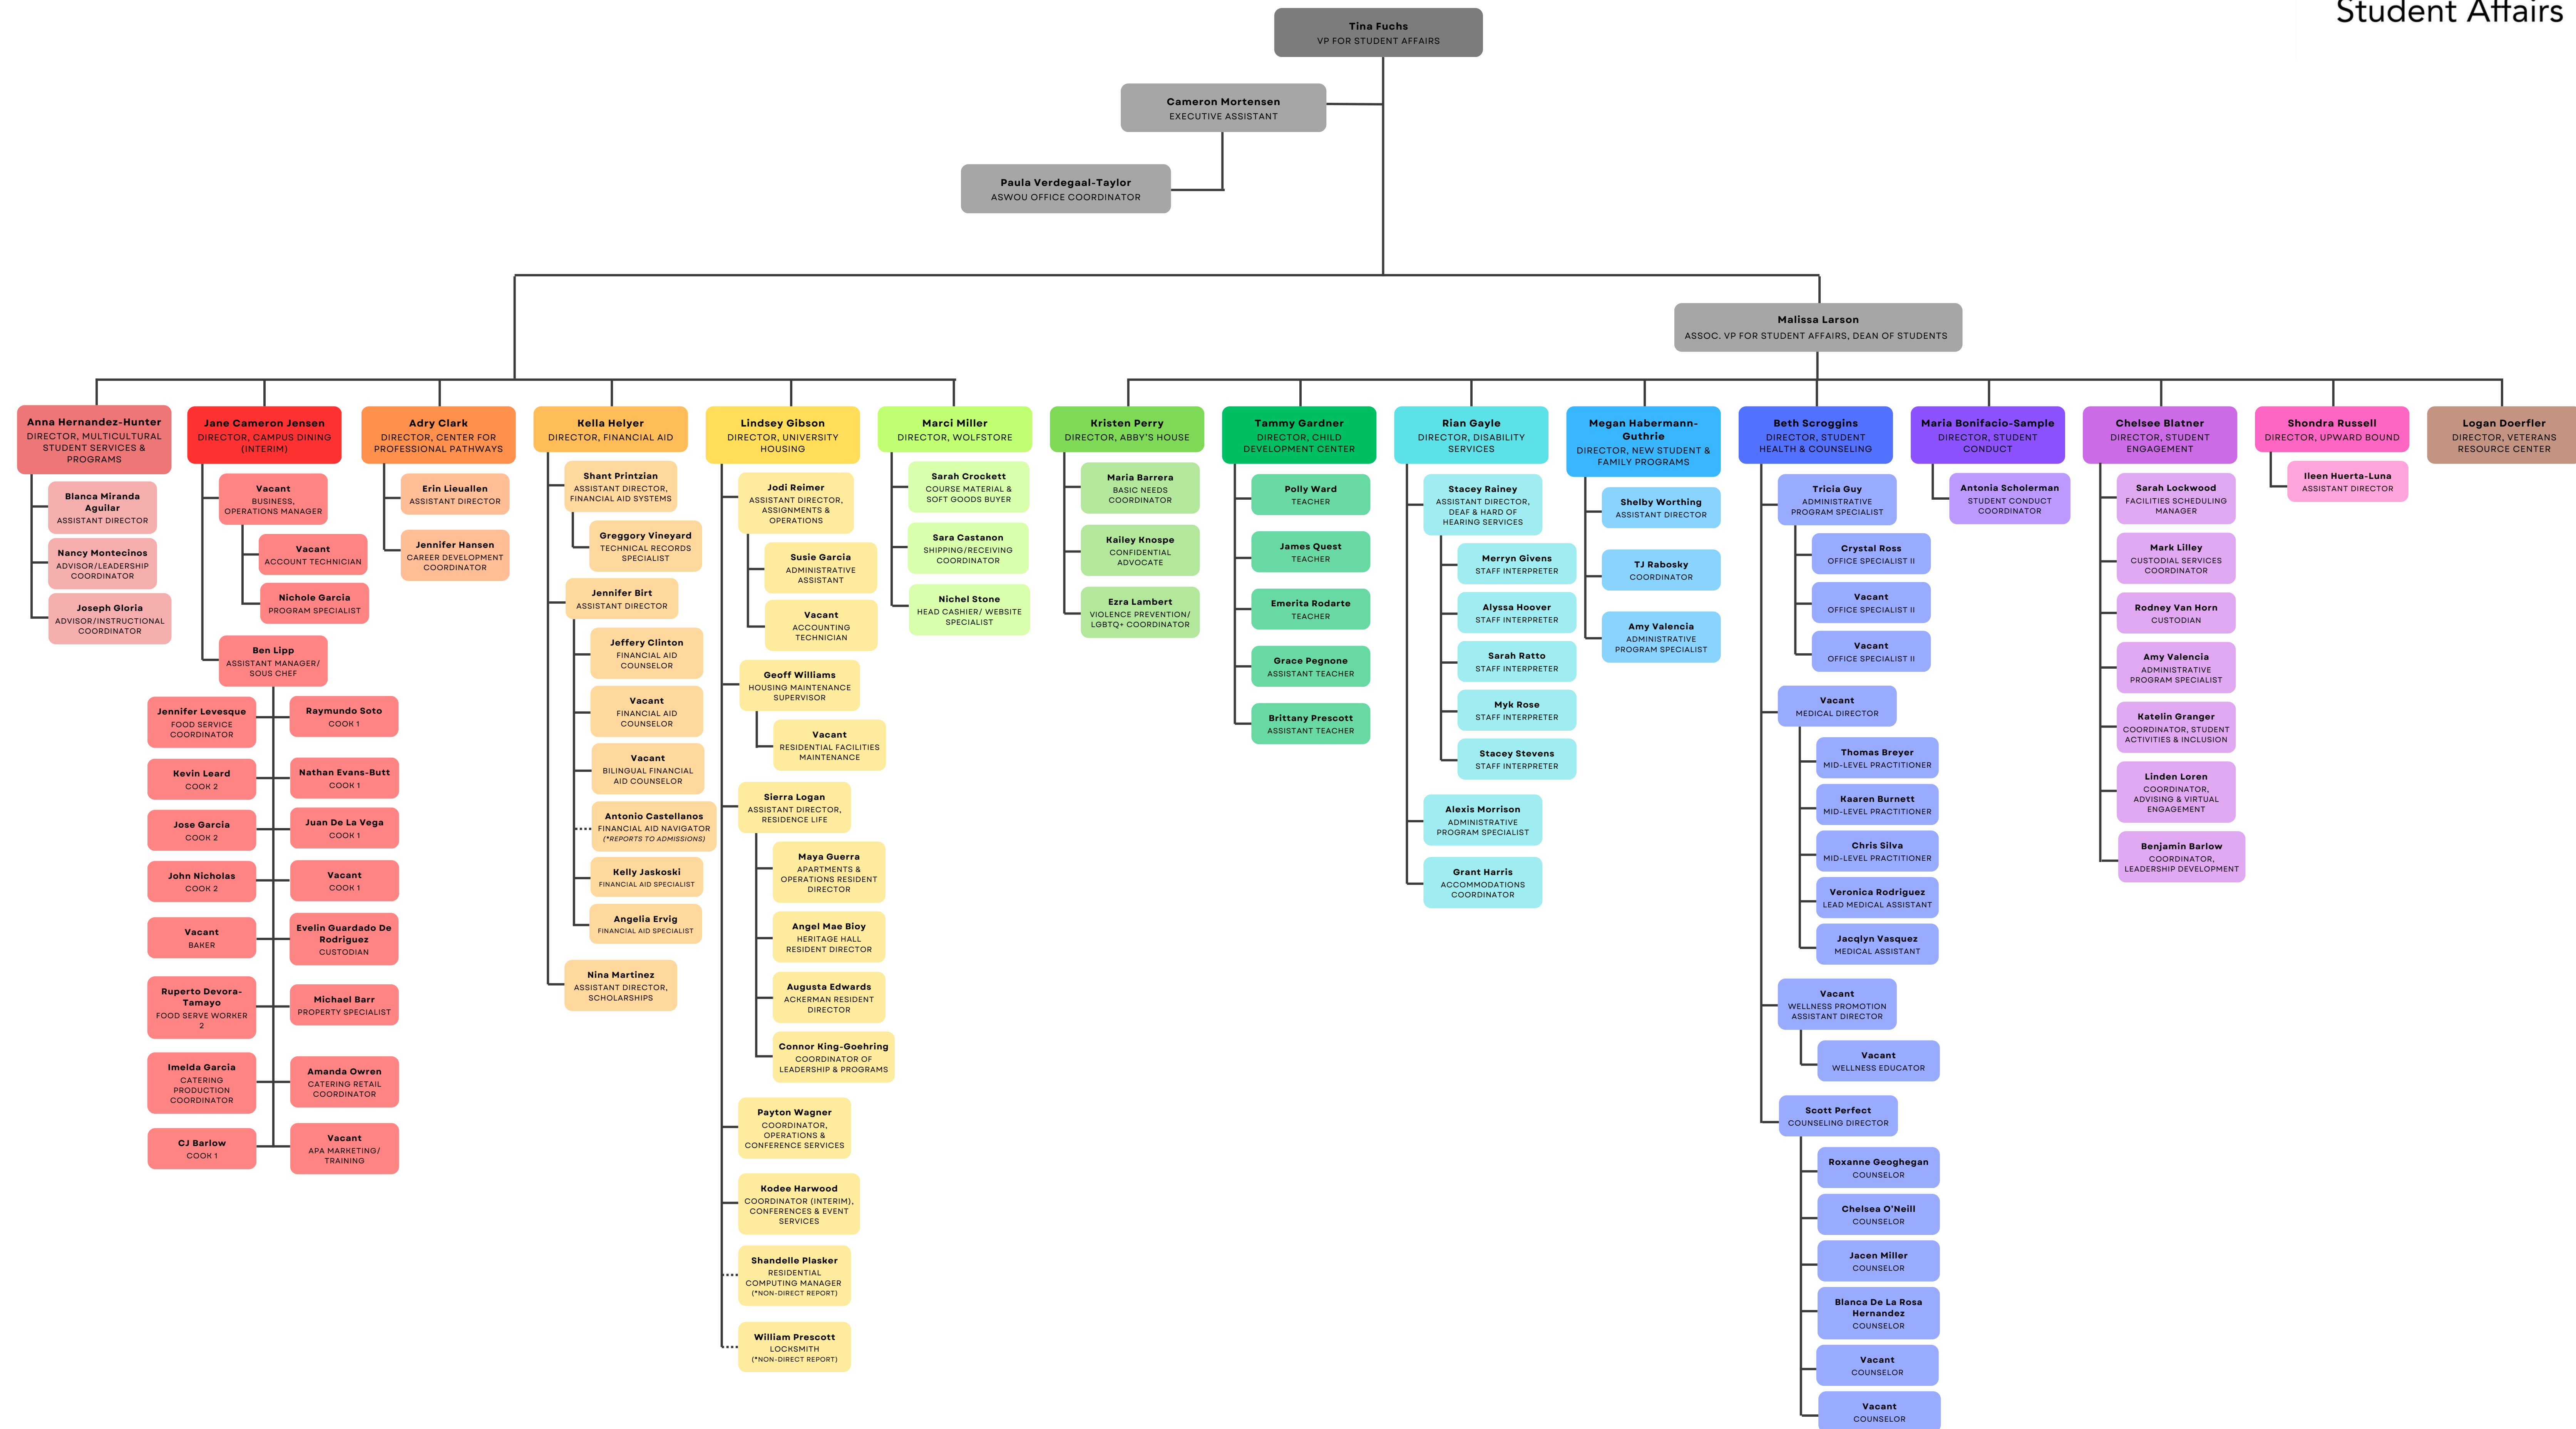 Student Affairs
Tina Fuchs
VP FOR STUDENT AFFAIRS
Cameron Mortensen
EXECUTIVE ASSISTANT
Paula Verdegaal-Taylor
ASWOU OFFICE COORDINATOR
Malissa Larson
ASSOC. VP FOR STUDENT AFFAIRS, DEAN OF STUDENTS
Anna Hernandez-Hunter
DIRECTOR, MULTICULTURAL
STUDENT SERVICES &
PROGRAMS
Blanca Miranda
Aguilar
ASSISTANT DIRECTOR
Nancy Montecinos
ADVISOR/LEADERSHIP
COORDINATOR
Joseph Gloria
ADVISOR/INSTRUCTIONAL
COORDINATOR
Jane Cameron Jensen
DIRECTOR, CAMPUS DINING
(INTERIM)
Vacant
BUSINESS,
OPERATIONS MANAGER
Vacant
ACCOUNT TECHNICIAN
Nichole Garcia
PROGRAM SPECIALIST
Ben Lipp
ASSISTANT MANAGER/
SOUS CHEF
Jennifer Levesque
FOOD SERVICE
COORDINATOR
Raymundo Soto
COOK 1
Kevin Leard
COOK 2
Nathan Evans-Butt
COOK 1
Jose Garcia
COOK 2
Juan De La Vega
COOK 1
John Nicholas
COOK 2
Vacant
COOK 1
Vacant
BAKER
Evelin Guardado De
Rodriguez
CUSTODIAN
Ruperto Devora-
Tamayo
FOOD SERVE WORKER
2
Michael Barr
PROPERTY SPECIALIST
Imelda Garcia
CATERING
PRODUCTION
COORDINATOR
Amanda Owren
CATERING RETAIL
COORDINATOR
CJ Barlow
COOK 1
Vacant
APA MARKETING/
TRAINING
Adry Clark
DIRECTOR, CENTER FOR
PROFESSIONAL PATHWAYS
Erin Lieuallen
ASSISTANT DIRECTOR
Jennifer Hansen
CAREER DEVELOPMENT
COORDINATOR
Kella Helyer
DIRECTOR, FINANCIAL AID
Shant Printzian
ASSISTANT DIRECTOR,
FINANCIAL AID SYSTEMS
Greggory Vineyard
TECHNICAL RECORDS
SPECIALIST
Jennifer Birt
ASSISTANT DIRECTOR
Jeffery Clinton
FINANCIAL AID
COUNSELOR
Vacant
FINANCIAL AID
COUNSELOR
Vacant
BILINGUAL FINANCIAL
AID COUNSELOR
Antonio Castellanos
FINANCIAL AID NAVIGATOR
(*REPORTS TO ADMISSIONS)
Kelly Jaskoski
FINANCIAL AID SPECIALIST
Angelia Ervig
FINANCIAL AID SPECIALIST
Nina Martinez
ASSISTANT DIRECTOR,
SCHOLARSHIPS
Lindsey Gibson
DIRECTOR, UNIVERSITY
HOUSING
Jodi Reimer
ASSISTANT DIRECTOR,
ASSIGNMENTS &
OPERATIONS
Susie Garcia
ADMINISTRATIVE
ASSISTANT
Vacant
ACCOUNTING
TECHNICIAN
Geoff Williams
HOUSING MAINTENANCE
SUPERVISOR
Vacant
RESIDENTIAL FACILITIES
MAINTENANCE
Sierra Logan
ASSISTANT DIRECTOR,
RESIDENCE LIFE
Maya Guerra
APARTMENTS &
OPERATIONS RESIDENT
DIRECTOR
Angel Mae Bioy
HERITAGE HALL
RESIDENT DIRECTOR
Augusta Edwards
ACKERMAN RESIDENT
DIRECTOR
Connor King-Goehring
COORDINATOR OF
LEADERSHIP & PROGRAMS
Payton Wagner
COORDINATOR,
OPERATIONS &
CONFERENCE SERVICES
Kodee Harwood
COORDINATOR (INTERIM),
CONFERENCES & EVENT
SERVICES
Shandelle Plasker
RESIDENTIAL
COMPUTING MANAGER
(*NON-DIRECT REPORT)
William Prescott
LOCKSMITH
(*NON-DIRECT REPORT)
Marci Miller
DIRECTOR, WOLFSTORE
Sarah Crockett
COURSE MATERIAL &
SOFT GOODS BUYER
Sara Castanon
SHIPPING/RECEIVING
COORDINATOR
Nichel Stone
HEAD CASHIER/ WEBSITE
SPECIALIST
Kristen Perry
DIRECTOR, ABBY'S HOUSE
Maria Barrera
BASIC NEEDS
COORDINATOR
Kailey Knospe
CONFIDENTIAL
ADVOCATE
Ezra Lambert
VIOLENCE PREVENTION/
LGBTQ+ COORDINATOR
Tammy Gardner
DIRECTOR, CHILD
DEVELOPMENT CENTER
Polly Ward
TEACHER
James Quest
TEACHER
Emerita Rodarte
TEACHER
Grace Pegnone
ASSISTANT TEACHER
Brittany Prescott
ASSISTANT TEACHER
Rian Gayle
DIRECTOR, DISABILITY
SERVICES
Stacey Rainey
ASSISTANT DIRECTOR,
DEAF & HARD OF
HEARING SERVICES
Merryn Givens
STAFF INTERPRETER
Alyssa Hoover
STAFF INTERPRETER
Sarah Ratto
STAFF INTERPRETER
Myk Rose
STAFF INTERPRETER
Stacey Stevens
STAFF INTERPRETER
Alexis Morrison
ADMINISTRATIVE
PROGRAM SPECIALIST
Grant Harris
ACCOMMODATIONS
COORDINATOR
Megan Habermann-
Guthrie
DIRECTOR, NEW STUDENT &
FAMILY PROGRAMS
Shelby Worthing
ASSISTANT DIRECTOR
TJ Rabosky
COORDINATOR
Amy Valencia
ADMINISTRATIVE
PROGRAM SPECIALIST
Beth Scroggins
DIRECTOR, STUDENT
HEALTH & COUNSELING
Tricia Guy
ADMINISTRATIVE
PROGRAM SPECIALIST
Crystal Ross
OFFICE SPECIALIST II
Vacant
OFFICE SPECIALIST II
Vacant
OFFICE SPECIALIST II
Vacant
MEDICAL DIRECTOR
Thomas Breyer
MID-LEVEL PRACTITIONER
Kaaren Burnett
MID-LEVEL PRACTITIONER
Chris Silva
MID-LEVEL PRACTITIONER
Veronica Rodriguez
LEAD MEDICAL ASSISTANT
Jacqlyn Vasquez
MEDICAL ASSISTANT
Vacant
WELLNESS PROMOTION
ASSISTANT DIRECTOR
Vacant
WELLNESS EDUCATOR
Scott Perfect
COUNSELING DIRECTOR
Roxanne Geoghegan
COUNSELOR
Chelsea O'Neill
COUNSELOR
Jacen Miller
COUNSELOR
Blanca De La Rosa
Hernandez
COUNSELOR
Vacant
COUNSELOR
Vacant
COUNSELOR
Maria Bonifacio-Sample
DIRECTOR, STUDENT
CONDUCT
Antonia Scholerman
STUDENT CONDUCT
COORDINATOR
Chelsee Blatner
DIRECTOR, STUDENT
ENGAGEMENT
Sarah Lockwood
FACILITIES SCHEDULING
MANAGER
Mark Lilley
CUSTODIAL SERVICES
COORDINATOR
Rodney Van Horn
CUSTODIAN
Amy Valencia
ADMINISTRATIVE
PROGRAM SPECIALIST
Katelin Granger
COORDINATOR, STUDENT
ACTIVITIES & INCLUSION
Linden Loren
COORDINATOR,
ADVISING & VIRTUAL
ENGAGEMENT
Benjamin Barlow
COORDINATOR,
LEADERSHIP DEVELOPMENT
Shondra Russell
DIRECTOR, UPWARD BOUND
Ileen Huerta-Luna
ASSISTANT DIRECTOR
Logan Doerfler
DIRECTOR, VETERANS
RESOURCE CENTER